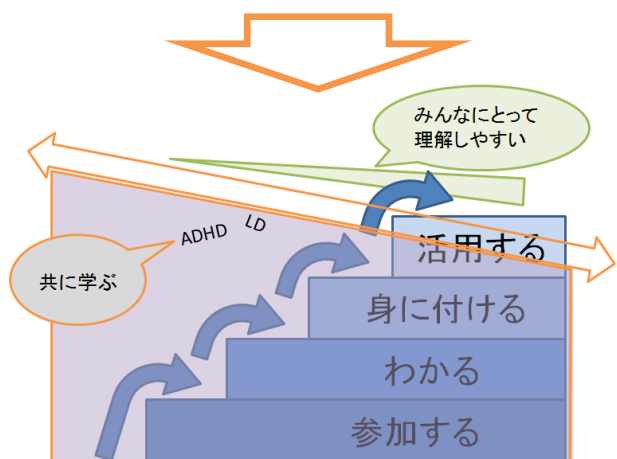 みんなにとって
理解しやすい
ADHD
LD
共に学ぶ
活用する
身に付ける
わかる
参加する